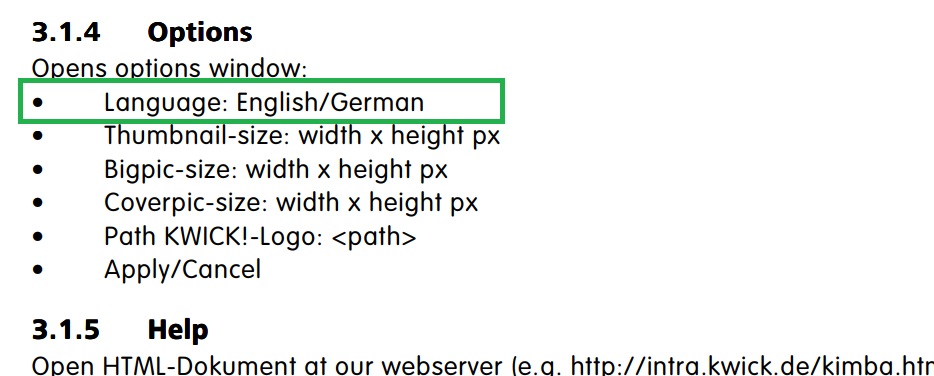 3.1.4 Options
Opens options window:
• Language: English/German
• Thumbnail-size: width x height px
• Bigpic-size: width x height px
• Coverpic-size: width x height px
• Path KWICK!-Logo: <path>
• Apply/Cancel
3.1.5 Help
Open HTML-Dokument at our webserver (e.g. http://intra.kwick.de/kimba.htm